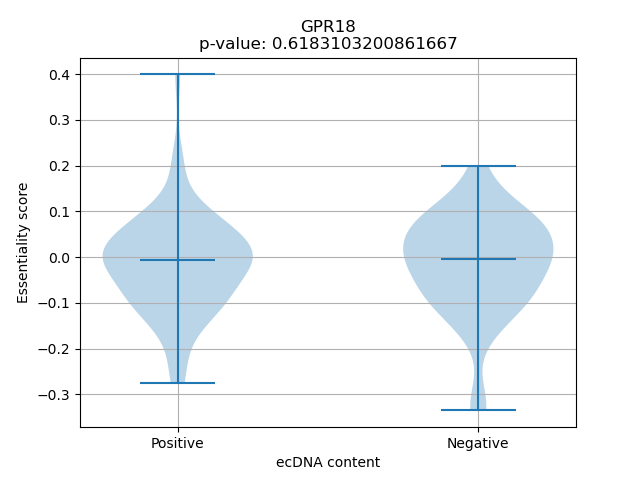 GPR18
p-value: 0.6183103200861667
0.4
0.3
0.2
0.1
0.0
−0.1
−0.2
−0.3
Essentiality score
Positive
Negative
ecDNA content